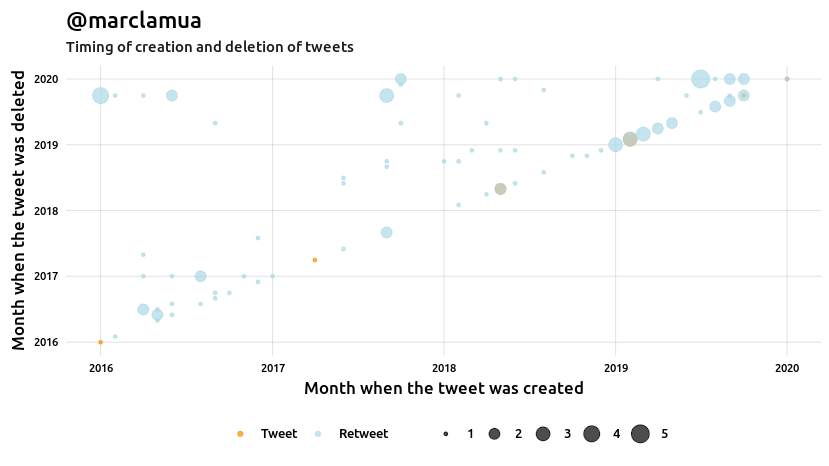 @marclamua
Timing of creation and deletion of tweets
Month when the tweet was deleted
2020
2019
2018
2017
2016
2016 2017 2018 2019 2020
Month when the tweet was created
Tweet Retweet 1 2 3 4 5